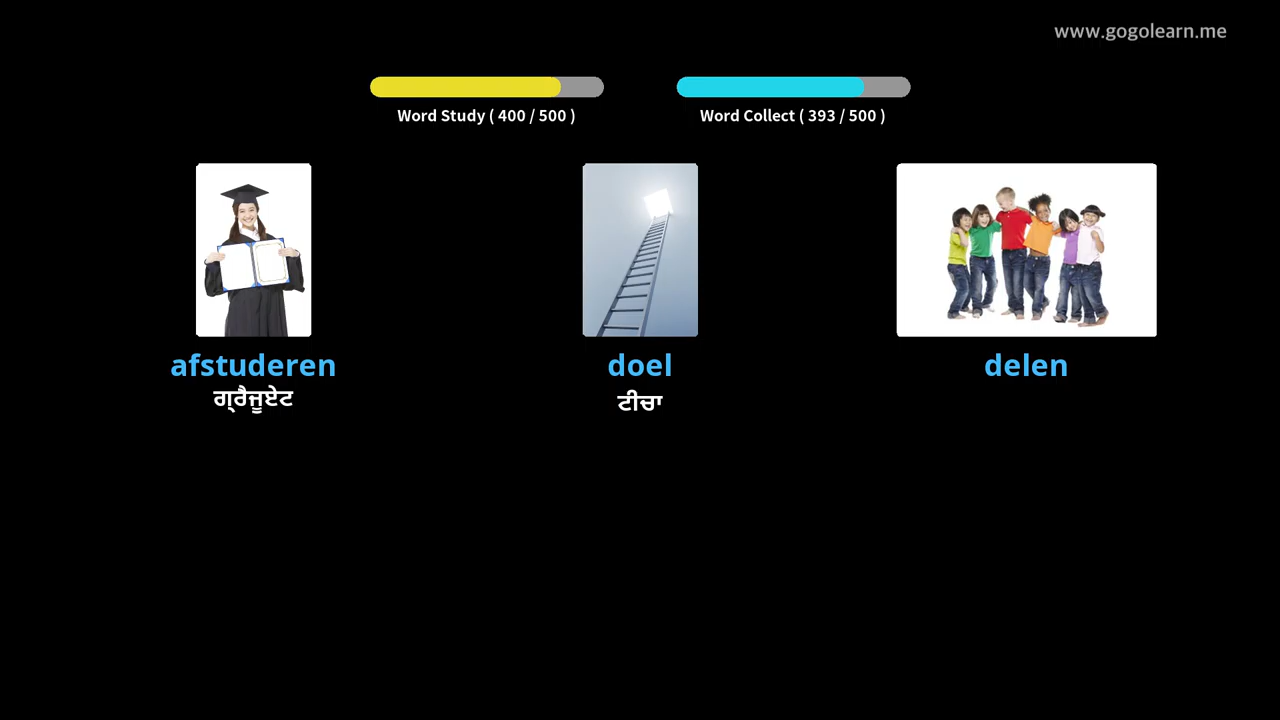 www.gogolearn.me
Word Study ( 400 / 500 )
Word Collect ( 393 / 500 )
afstuderen
ਗ੍ਰੈਜੂਏਟ
doel
ਟੀਚਾ
delen